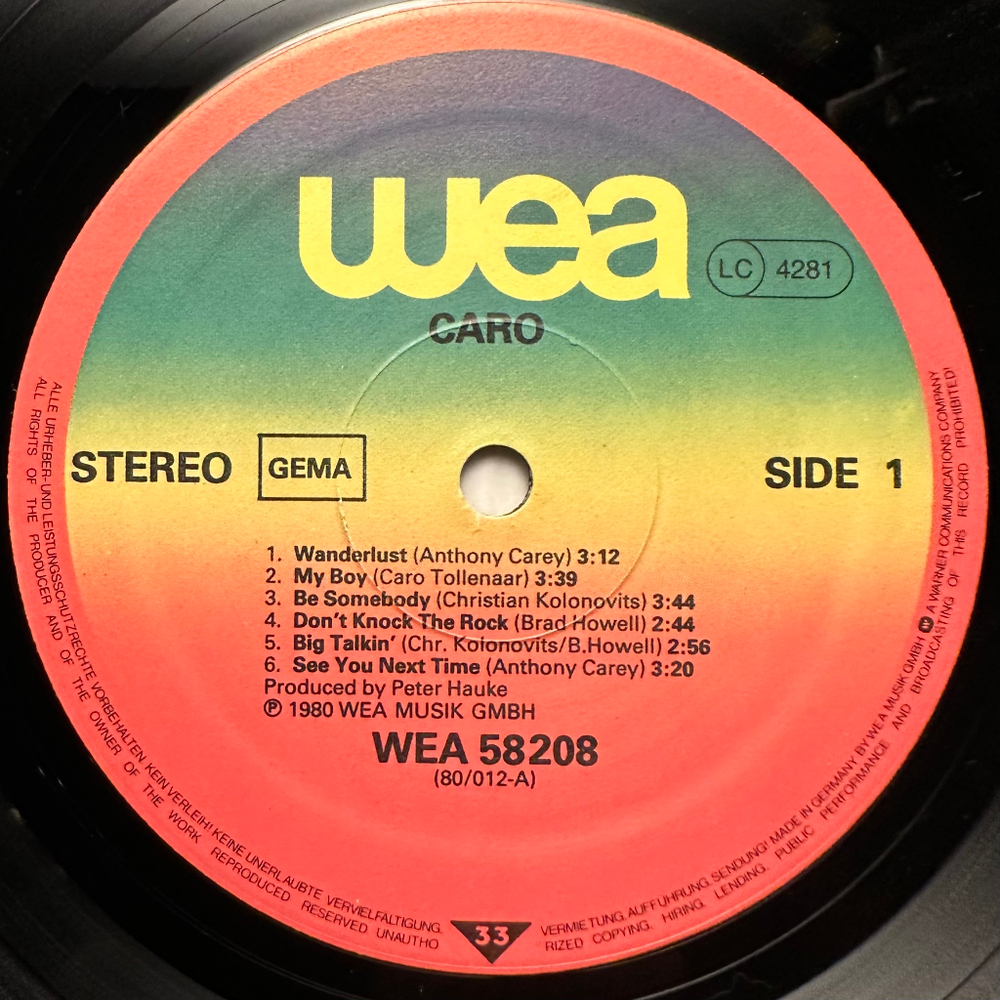 wea
LC 4281
CARO
STEREO GEMA SIDE 1
1. Wanderlust (Anthony Carey) 3:12
2. My Boy (Caro Tollenaar) 3:39
3. Be Somebody (Christian Kolonovits) 3:44
4. Don't Knock The Rock (Brad Howell) 2:44
5. Big Talkin' (Chr. Kolonovits/B.Howell) 2:56
6. See You Next Time (Anthony Carey) 3:20
Produced by Peter Hauke
℗ 1980 WEA MUSIK GMBH
WEA 58208
(80/012-A)
33
ALLE URHEBER- UND LEISTUNGSSCHUTZRECHTE VORBEHALTEN. KEIN VERLEIH! KEINE UNERLAUBTE VERVIELFÄLTIGUNG. VERMIETUNG. AUFFÜHRUNG. SENDUNG! MADE IN GERMANY BY WEA MUSIK GMBH A WARNER COMMUNICATIONS COMPANY
ALL RIGHTS OF THE PRODUCER AND OF THE OWNER OF THE WORK REPRODUCED RESERVED UNAUTHORIZED COPYING. HIRING. LENDING. PUBLIC PERFORMANCE AND BROADCASTING OF THIS RECORD PROHIBITED!